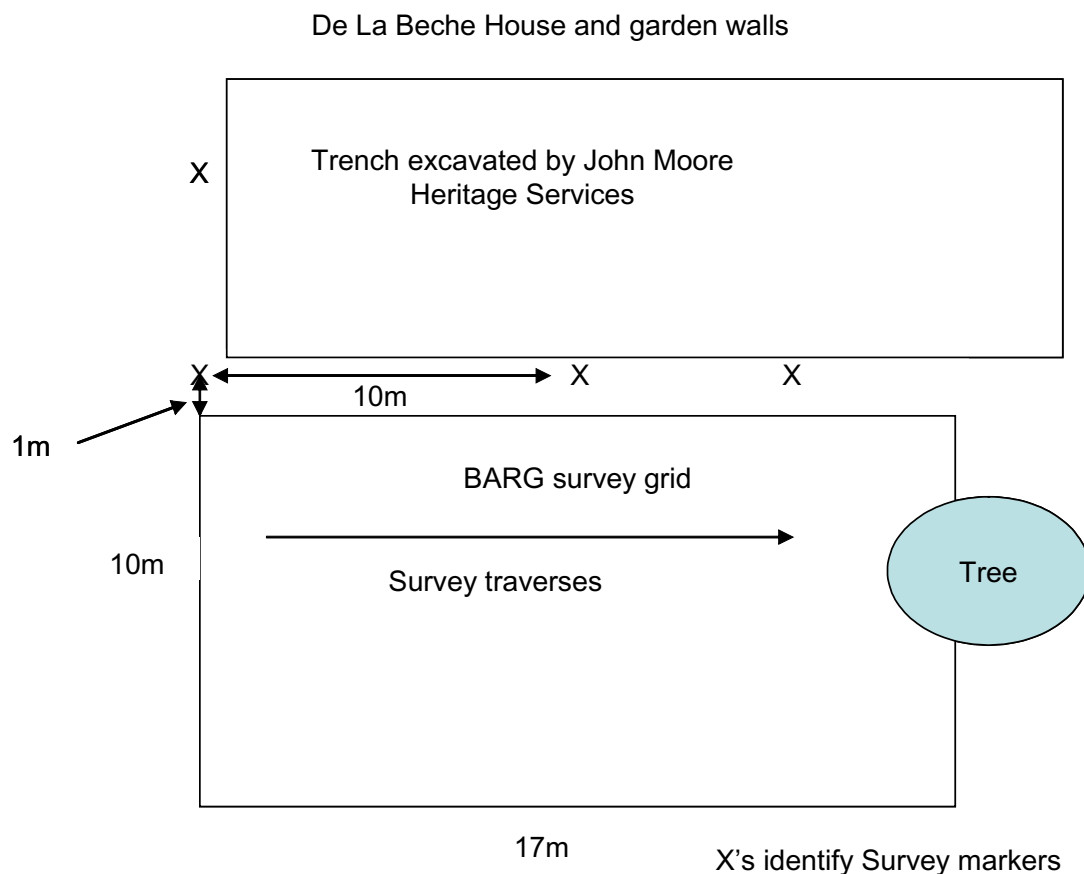 De La Beche House and garden walls
X
Trench excavated by John Moore
Heritage Services
X
X
X
10m
1m
BARG survey grid
10m
Survey traverses
Tree
17m
X's identify Survey markers